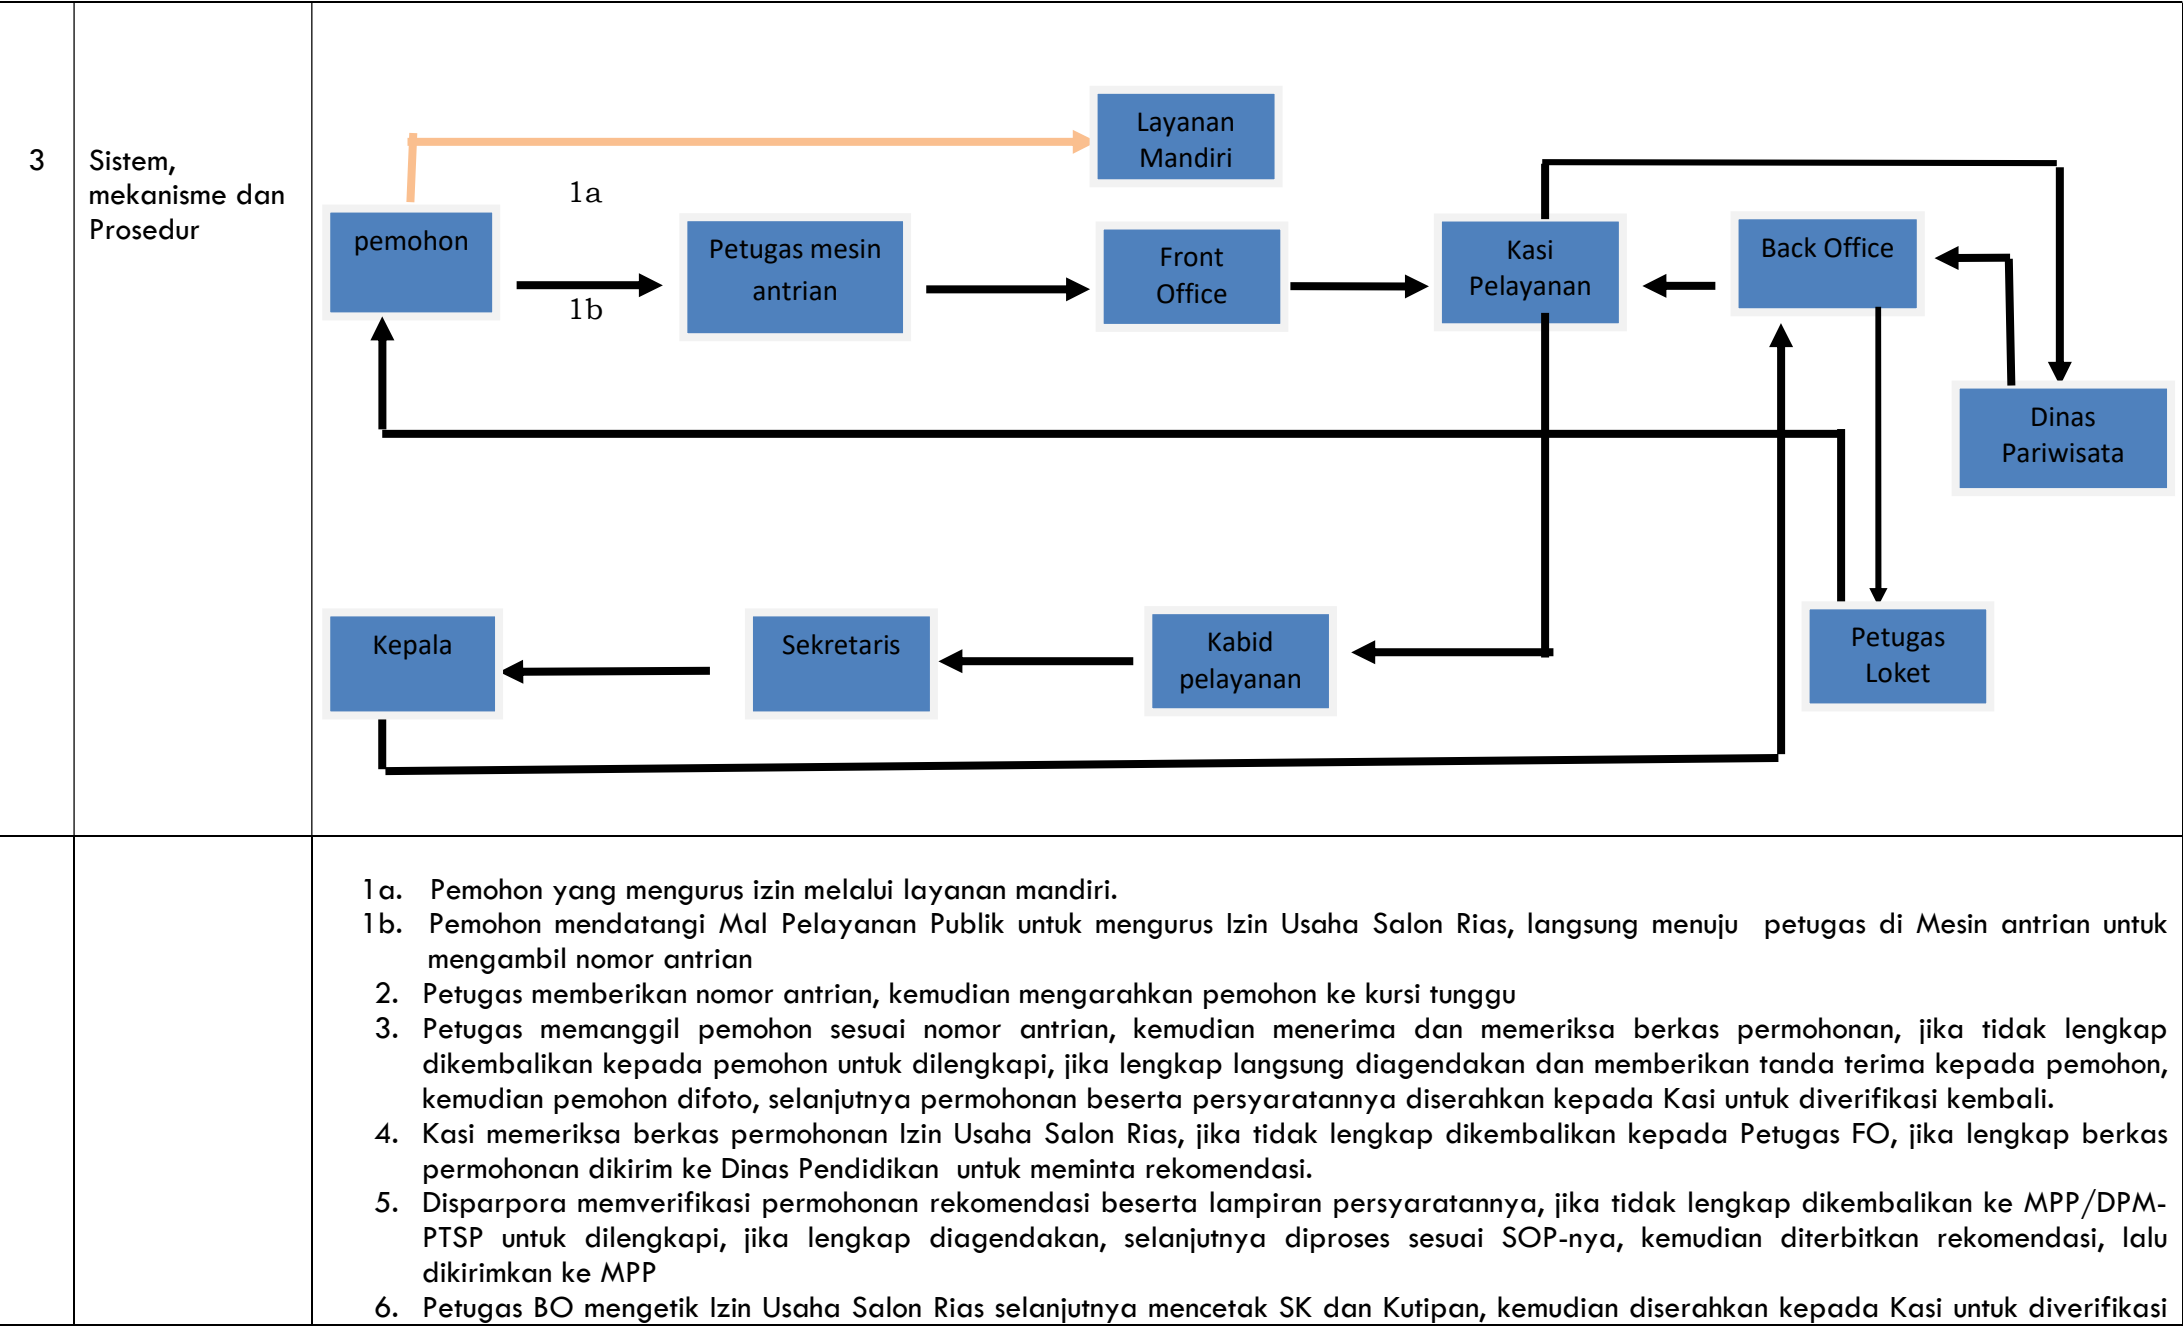 3
Sistem,
mekanisme dan
Prosedur
Layanan
Mandiri
1a
pemohon
Petugas mesin
antrian
Front
Office
Kasi
Pelayanan
Back Office
1b
Dinas
Pariwisata
Kepala
Sekretaris
Kabid
pelayanan
Petugas
Loket
1a. Pemohon yang mengurus izin melalui layanan mandiri.
1b. Pemohon mendatangi Mal Pelayanan Publik untuk mengurus Izin Usaha Salon Rias, langsung menuju petugas di Mesin antrian untuk
mengambil nomor antrian
2. Petugas memberikan nomor antrian, kemudian mengarahkan pemohon ke kursi tunggu
3. Petugas memanggil pemohon sesuai nomor antrian, kemudian menerima dan memeriksa berkas permohonan, jika tidak lengkap
dikembalikan kepada pemohon untuk dilengkapi, jika lengkap langsung diagendakan dan memberikan tanda terima kepada pemohon,
kemudian pemohon difoto, selanjutnya permohonan beserta persyaratannya diserahkan kepada Kasi untuk diverifikasi kembali.
4. Kasi memeriksa berkas permohonan Izin Usaha Salon Rias, jika tidak lengkap dikembalikan kepada Petugas FO, jika lengkap berkas
permohonan dikirim ke Dinas Pendidikan untuk meminta rekomendasi.
5. Disparpora memverifikasi permohonan rekomendasi beserta lampiran persyaratannya, jika tidak lengkap dikembalikan ke MPP/DPM-
PTSP untuk dilengkapi, jika lengkap diagendakan, selanjutnya diproses sesuai SOP-nya, kemudian diterbitkan rekomendasi, lalu
dikirimkan ke MPP
6. Petugas BO mengetik Izin Usaha Salon Rias selanjutnya mencetak SK dan Kutipan, kemudian diserahkan kepada Kasi untuk diverifikasi